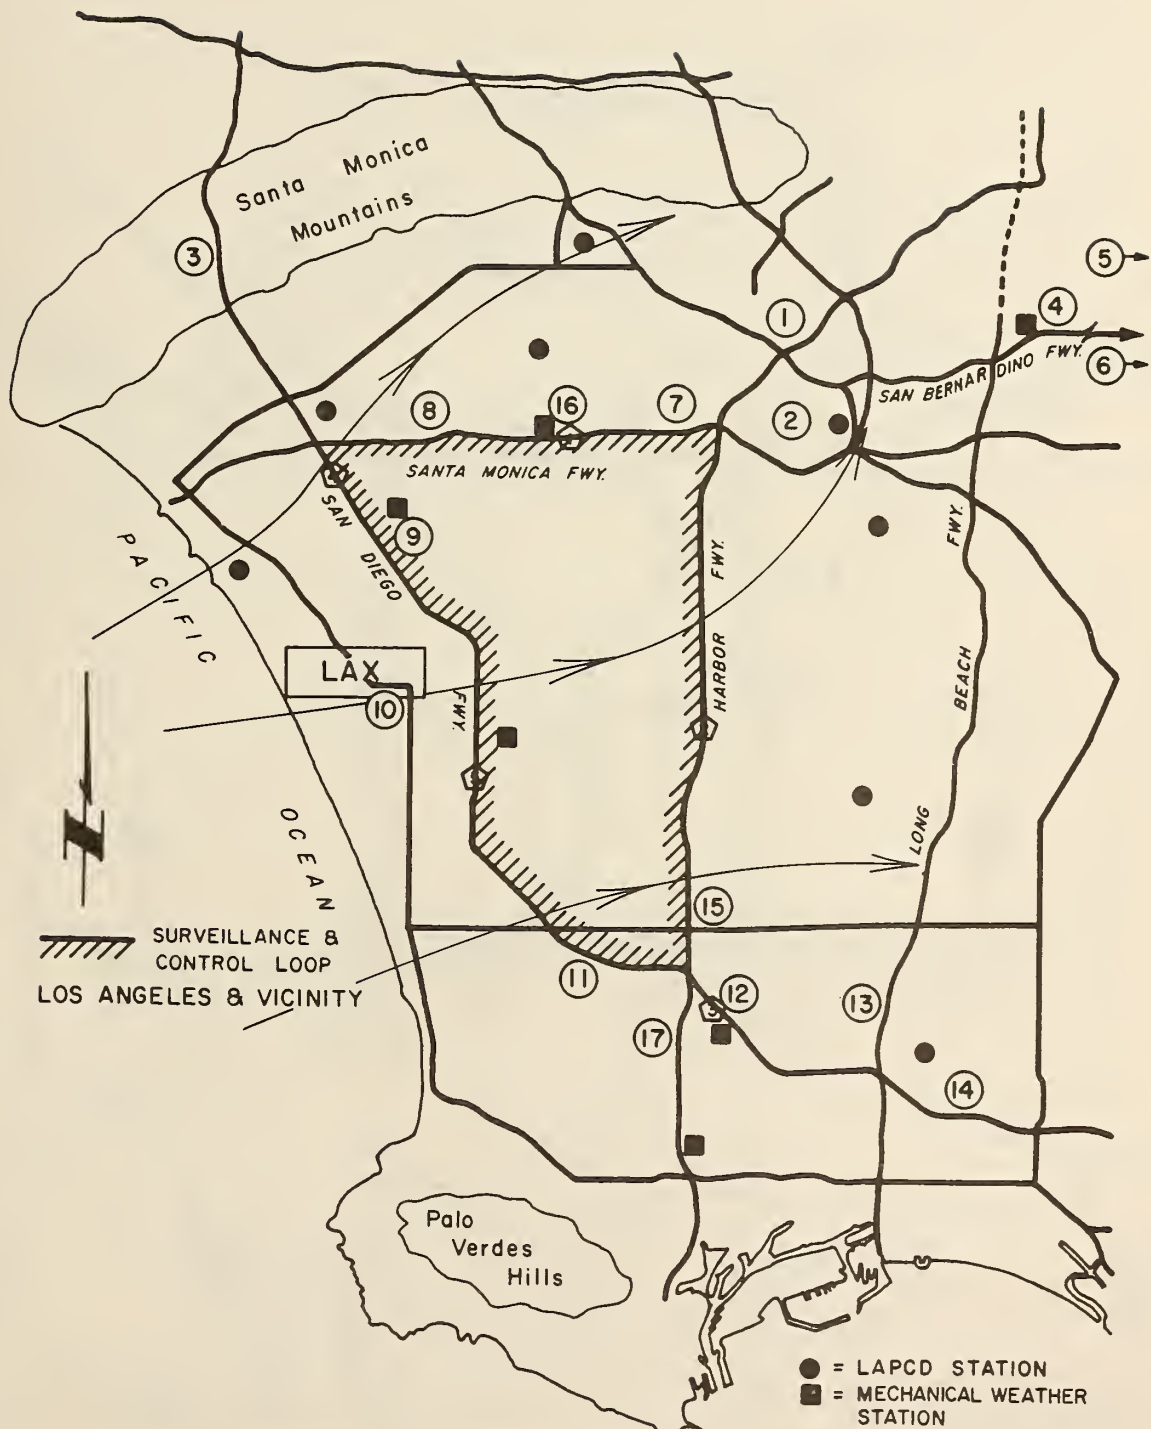 Santa Monica
Mountains
3
5
4
1
6
SAN BERNARDINO FWY.
16
8
7
2
SANTA MONICA FWY.
SAN DIEGO FWY.
9
HARBOR FWY.
LONG BEACH FWY.
PACIFIC OCEAN
LAX
10
15
SURVEILLANCE &
CONTROL LOOP
LOS ANGELES & VICINITY
11
12
13
17
14
Palo
Verdes
Hills
= LAPCD STATION
= MECHANICAL WEATHER
STATION